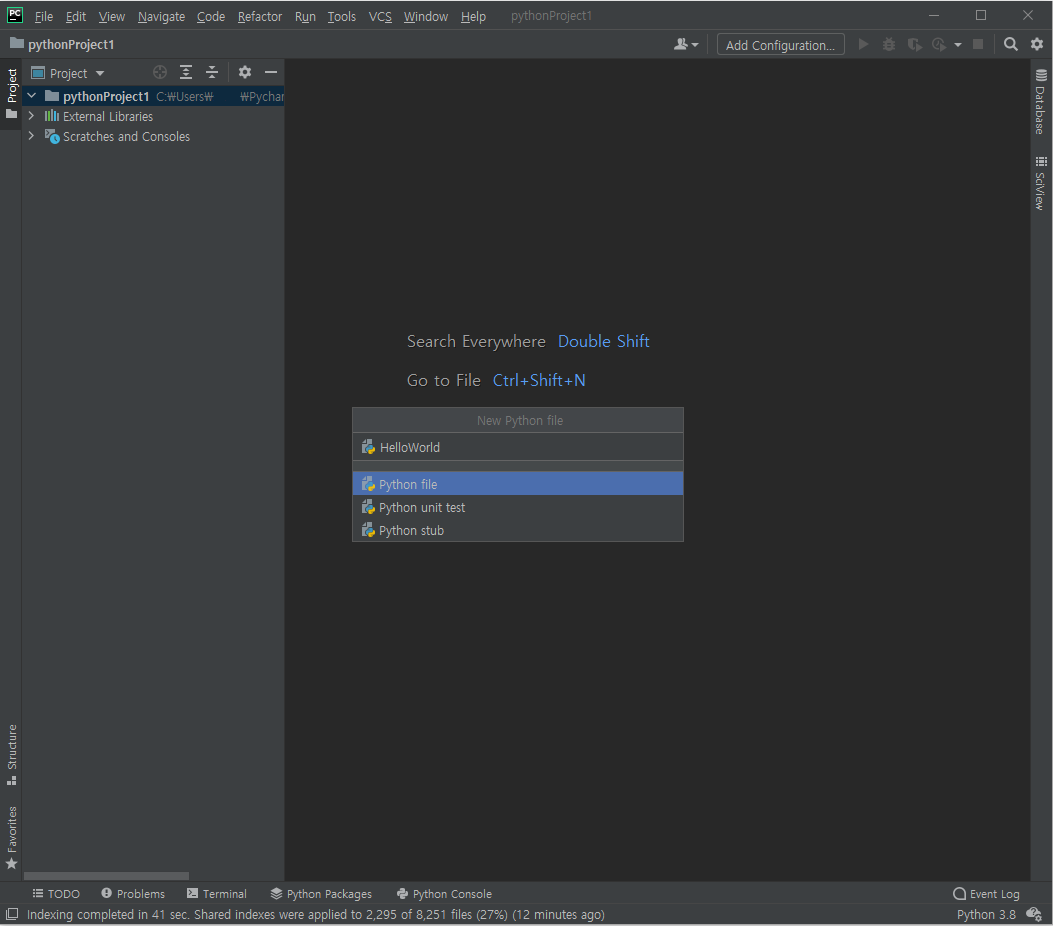 PC File Edit View Navigate Code Refactor Run Tools VCS Window Help pythonProject1
pythonProject1 Add Configuration...
Project
Project
pythonProject1 C:₩Users₩ ₩Pychar
External Libraries
Scratches and Consoles
Database
SciView
Search Everywhere Double Shift
Go to File Ctrl+Shift+N
New Python file
HelloWorld
Python file
Python unit test
Python stub
Structure
Favorites
TODO Problems Terminal Python Packages Python Console Event Log
Indexing completed in 41 sec. Shared indexes were applied to 2,295 of 8,251 files (27%) (12 minutes ago) Python 3.8